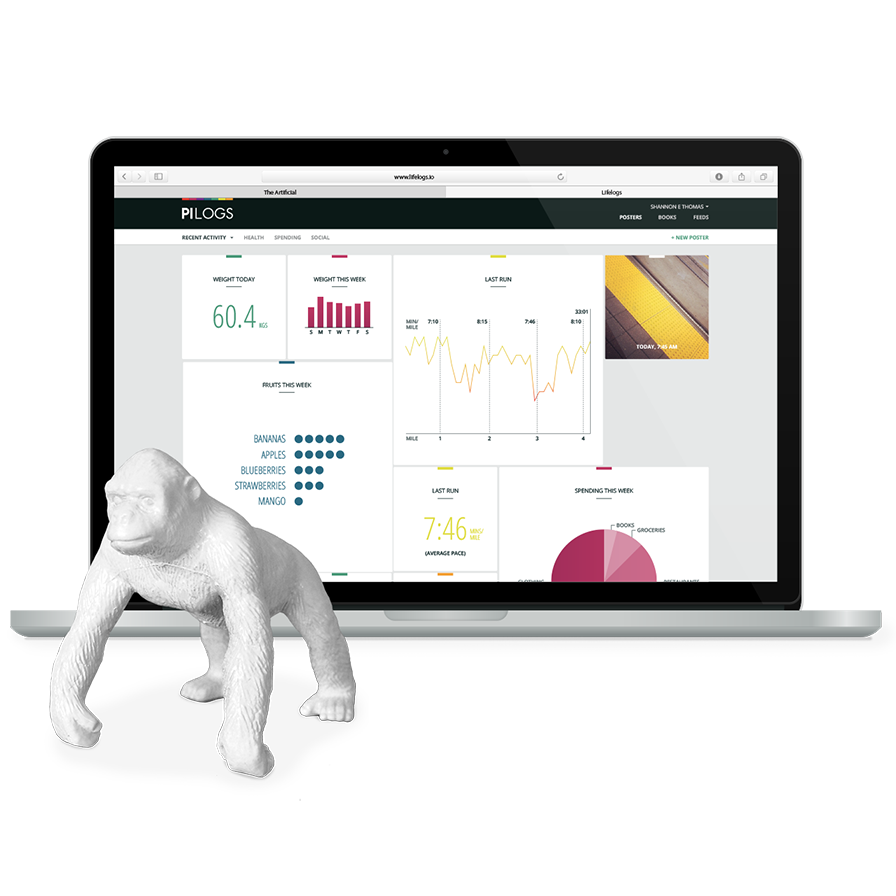 www.lifelogs.io
The Artificial
Lifelogs
PILOGS
SHANNON E THOMAS
POSTERS BOOKS FEEDS
RECENT ACTIVITY HEALTH SPENDING SOCIAL
+ NEW POSTER
WEIGHT TODAY
60.4 KGS
WEIGHT THIS WEEK
S M T W T F S
LAST RUN
33:01
MIN/
MILE
7:10 8:15 7:46 8:10
MILE 1 2 3 4
TODAY, 7:45 AM
FRUITS THIS WEEK
BANANAS
APPLES
BLUEBERRIES
STRAWBERRIES
MANGO
LAST RUN
7:46 MINS/
MILE
(AVERAGE PACE)
SPENDING THIS WEEK
BOOKS
GROCERIES
CLOTHING
RESTAURANTS